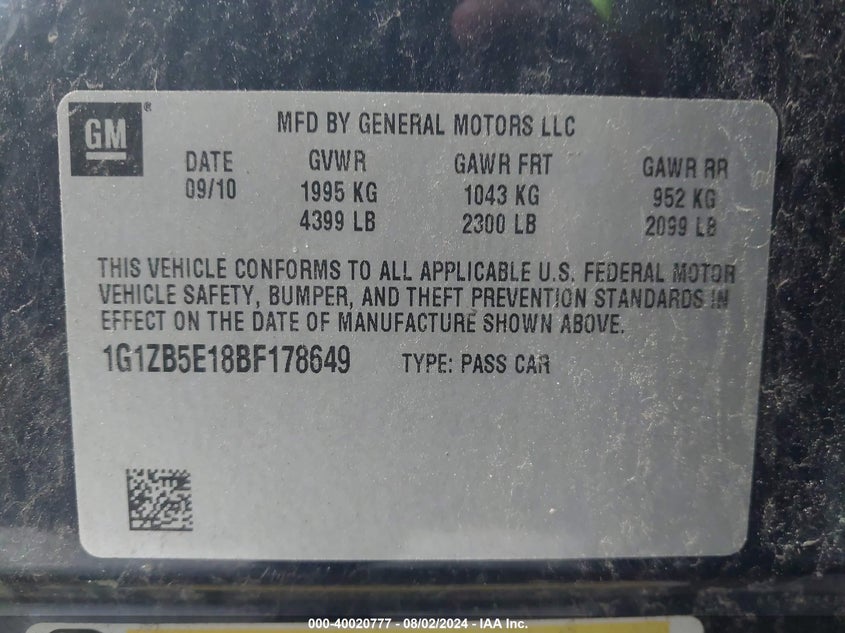 GM®
MFD BY GENERAL MOTORS LLC
DATE GVWR GAWR FRT GAWR RR
09/10 1995 KG 1043 KG 952 KG
4399 LB 2300 LB 2099 LB
THIS VEHICLE CONFORMS TO ALL APPLICABLE U.S. FEDERAL MOTOR
VEHICLE SAFETY, BUMPER, AND THEFT PREVENTION STANDARDS IN
EFFECT ON THE DATE OF MANUFACTURE SHOWN ABOVE.
1G1ZB5E18BF178649 TYPE: PASS CAR
000-40020777 - 08/02/2024 - IAA Inc.